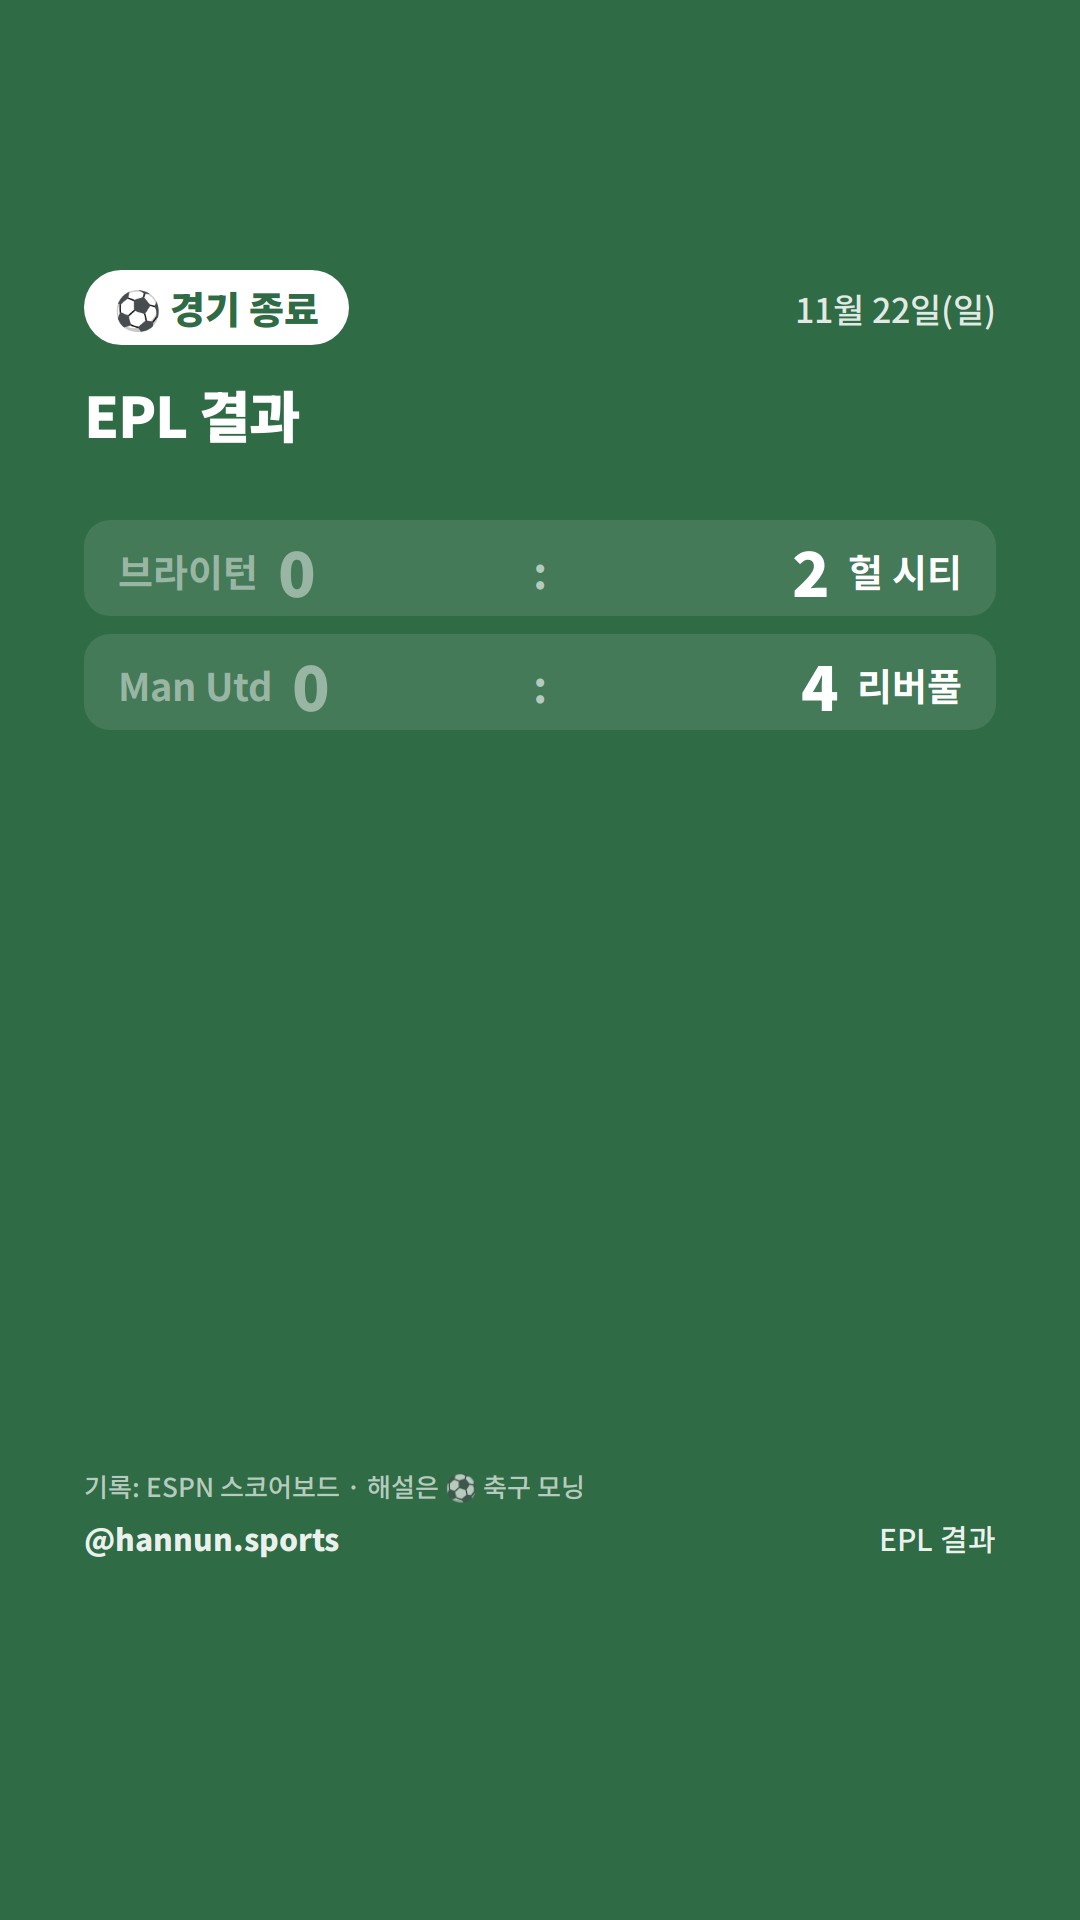 ⚽ 경기 종료
11월 22일(일)
EPL 결과
브라이턴 0 : 2 헐 시티
Man Utd 0 : 4 리버풀
기록: ESPN 스코어보드 · 해설은 ⚽ 축구 모닝
@hannun.sports
EPL 결과